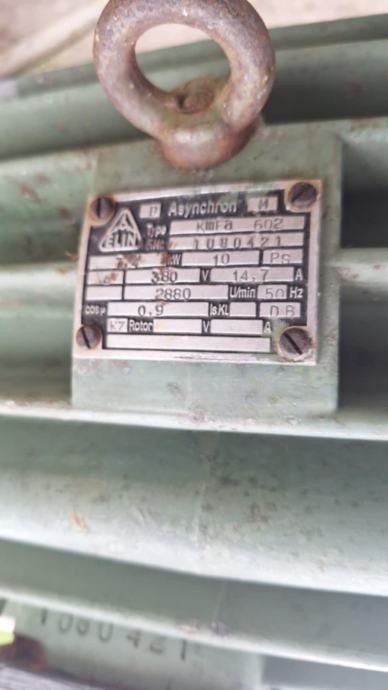 D Asynchron M
ELIN Type KmFa 602
1080421
kW 10 PS
380 V 14,7 A
2880 U/min 50 Hz
cos φ 0,9 Is.Kl. DB
Rotor V A
1080421